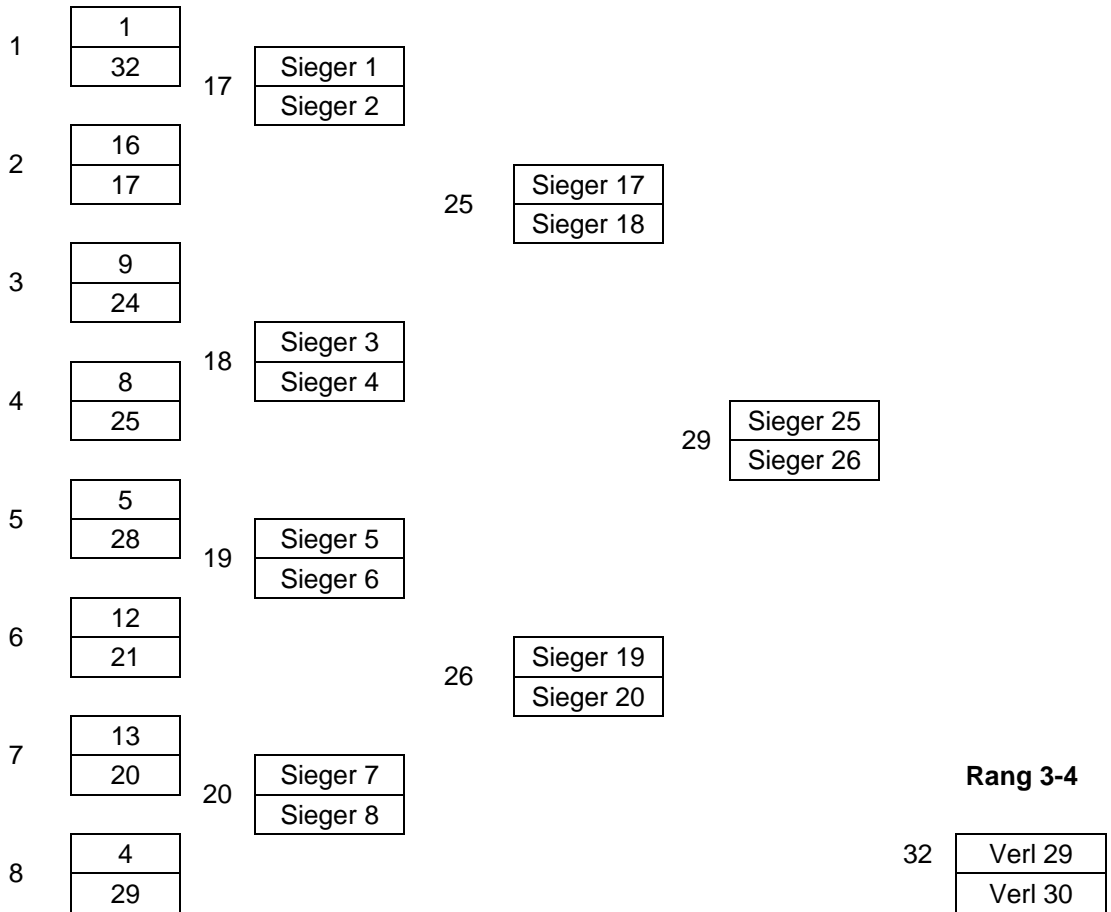 1
1
32
17
Sieger 1
Sieger 2
2
16
17
25
Sieger 17
Sieger 18
3
9
24
18
Sieger 3
Sieger 4
4
8
25
29
Sieger 25
Sieger 26
5
5
28
19
Sieger 5
Sieger 6
6
12
21
26
Sieger 19
Sieger 20
7
13
20
20
Sieger 7
Sieger 8
Rang 3-4
8
4
29
32
Verl 29
Verl 30